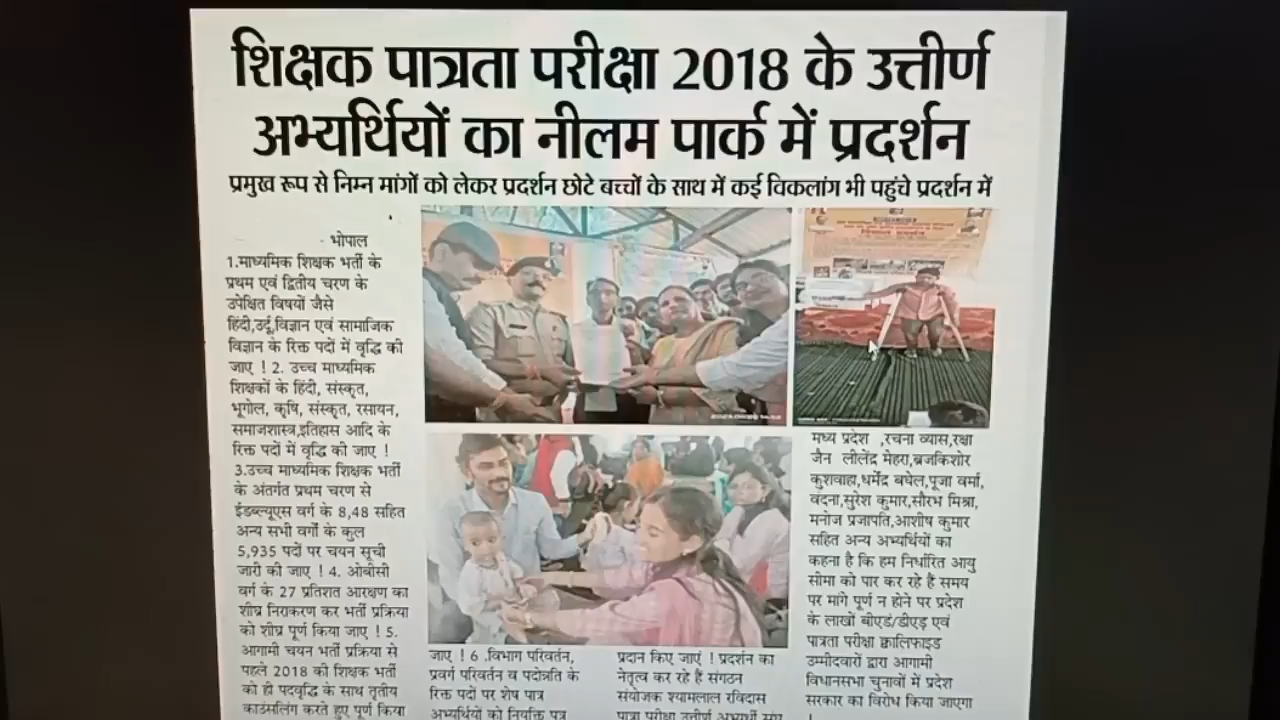 शिक्षक पात्रता परीक्षा 2018 के उत्तीर्ण
अभ्यर्थियों का नीलम पार्क में प्रदर्शन
प्रमुख रूप से निम्न मांगों को लेकर प्रदर्शन छोटे बच्चों के साथ में कई विकलांग भी पहुंचे प्रदर्शन में
भोपाल
1.माध्यमिक शिक्षक भर्ती के
प्रथम एवं द्वितीय चरण के
उपेक्षित विषयों जैसे
हिंदी,उर्दू,विज्ञान एवं सामाजिक
विज्ञान के रिक्त पदों में वृद्धि की
जाए ! 2. उच्च माध्यमिक
शिक्षकों के हिंदी, संस्कृत,
भूगोल, कृषि, संस्कृत, रसायन,
समाजशास्त्र,इतिहास आदि के
रिक्त पदों में वृद्धि की जाए !
3.उच्च माध्यमिक शिक्षक भर्ती
के अंतर्गत प्रथम चरण से
ईडब्ल्यूएस वर्ग के 8,48 सहित
अन्य सभी वर्गों के कुल
5,935 पदों पर चयन सूची
जारी की जाए ! 4. ओबीसी
वर्ग के 27 प्रतिशत आरक्षण का
शीघ्र निराकरण कर भर्ती प्रक्रिया
को शीघ्र पूर्ण किया जाए ! 5.
आगामी चयन भर्ती प्रक्रिया से
पहले 2018 की शिक्षक भर्ती
को ही पदवृद्धि के साथ तृतीय
काउंसलिंग करते हुए पूर्ण किया
जाए ! 6 .विभाग परिवर्तन,
प्रवर्ग परिवर्तन व पदोन्नति के
रिक्त पदों पर शेष पात्र
अभ्यर्थियों को नियुक्ति पत्र
प्रदान किए जाएं ! प्रदर्शन का
नेतृत्व कर रहे हैं संगठन
संयोजक श्यामलाल रविदास
पात्रा परीक्षा उत्तीर्ण अभ्यर्थी संघ
मध्य प्रदेश ,रचना व्यास,रक्षा
जैन लीलेंद्र मेहरा,ब्रजकिशोर
कुशवाहा,धर्मेंद्र बघेल,पूजा वर्मा,
वंदना,सुरेश कुमार,सौरभ मिश्रा,
मनोज प्रजापति,आशीष कुमार
सहित अन्य अभ्यर्थियों का
कहना है कि हम निर्धारित आयु
सीमा को पार कर रहे हैं समय
पर मांगे पूर्ण न होने पर प्रदेश
के लाखों बीएड/डीएड एवं
पात्रता परीक्षा क्वालिफाइड
उम्मीदवारों द्वारा आगामी
विधानसभा चुनावों में प्रदेश
सरकार का विरोध किया जाएगा
!